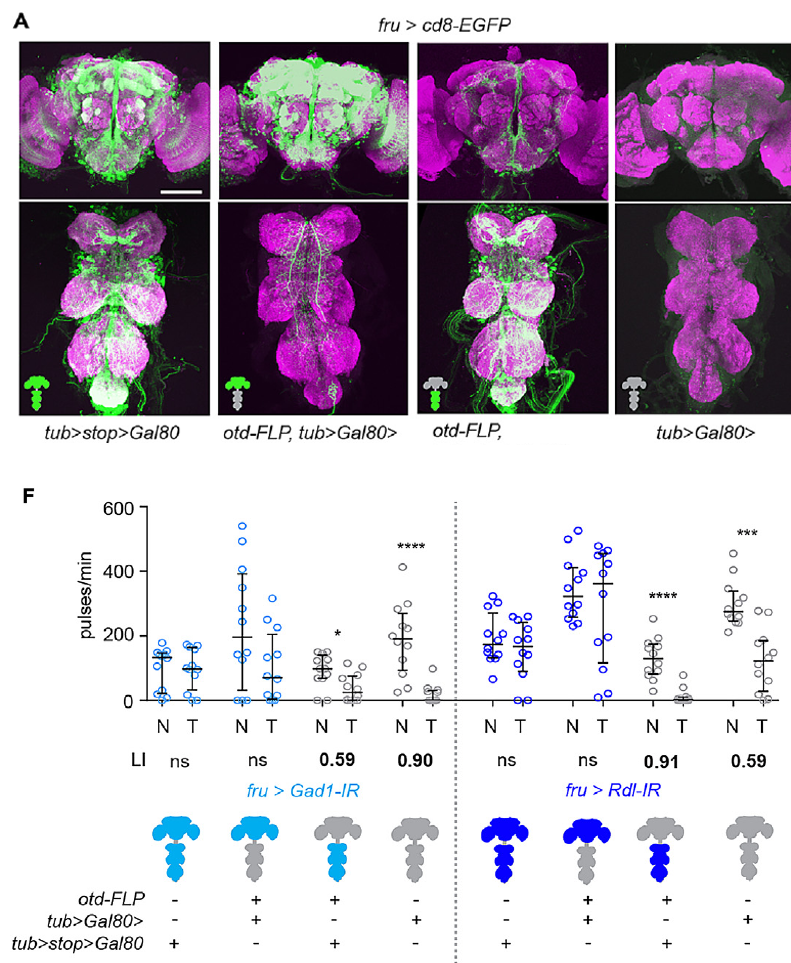 A
fru > cd8-EGFP
tub>stop>Gal80 otd-FLP, tub>Gal80> otd-FLP, tub>Gal80>
F
600
400
200
0
pulses/min
* **** **** ***
N T N T N T N T N T N T N T N T
LI ns ns 0.59 0.90 ns ns 0.91 0.59
fru > Gad1-IR fru > Rdl-IR
otd-FLP - + + - - + + -
tub>Gal80> - + - + - + - +
tub>stop>Gal80 + - + - + - + -